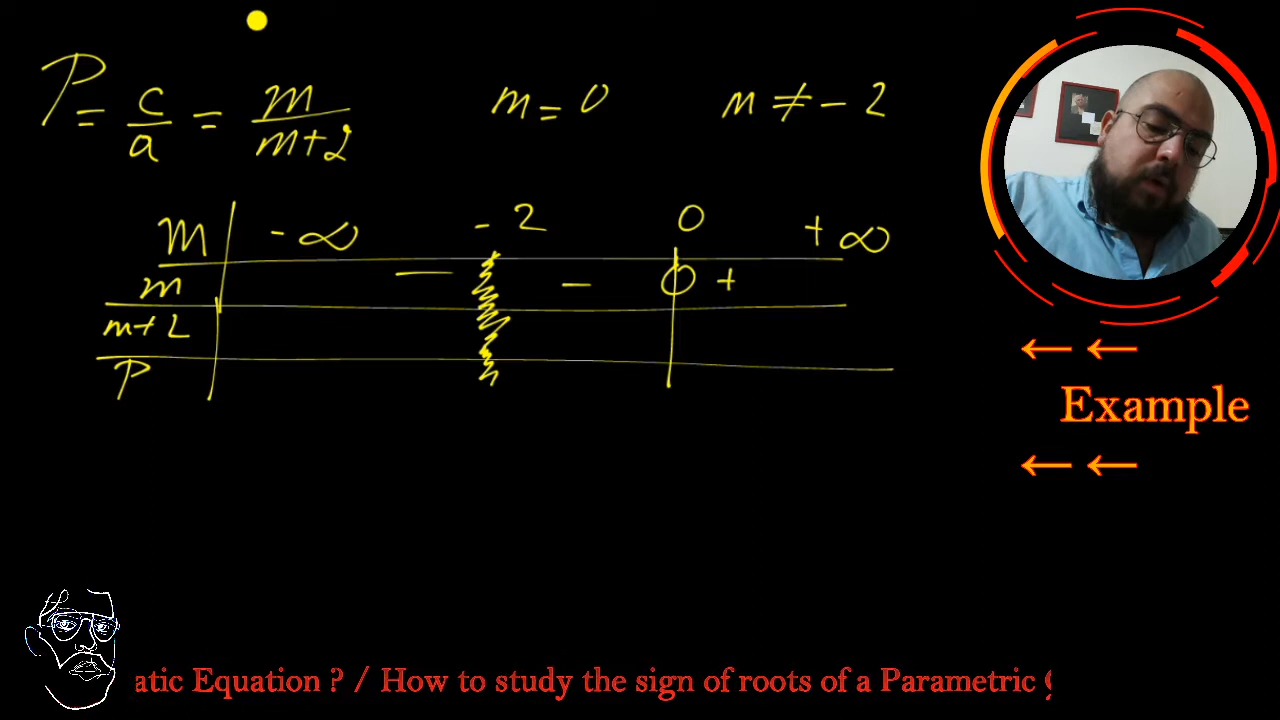 P = c/a = m/m+2 m = 0 m ≠ - 2
m - ∞ - 2 0 + ∞
m — - 0 +
m+2
P
← ←
Example
← ←
atic Equation ? / How to study the sign of roots of a Parametric